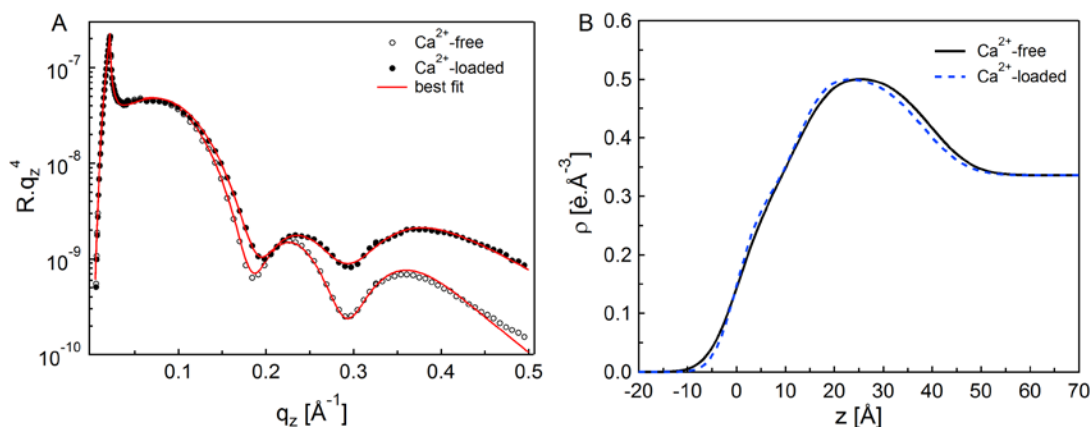 A
Ca²⁺-free
Ca²⁺-loaded
best fit
10⁻⁷
10⁻⁸
10⁻⁹
10⁻¹⁰
R.q_z⁴
0.1 0.2 0.3 0.4 0.5
q_z [Å⁻¹]
B
Ca²⁺-free
Ca²⁺-loaded
0.6
0.5
0.4
0.3
0.2
0.1
0.0
ρ [è.Å⁻³]
-20 -10 0 10 20 30 40 50 60 70
z [Å]